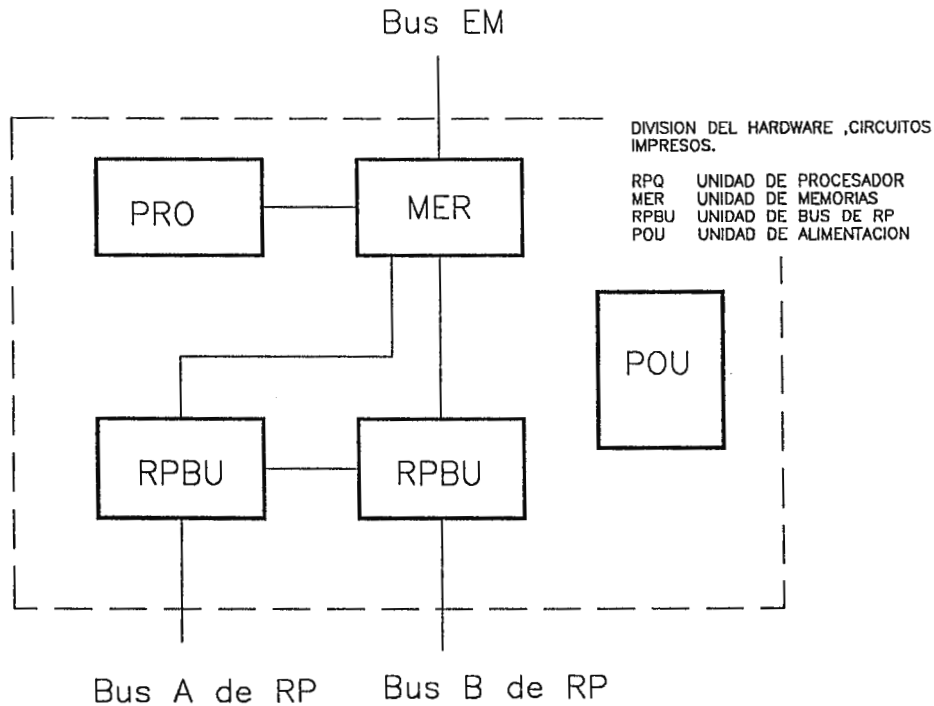 Bus EM
DIVISION DEL HARDWARE ,CIRCUITOS
IMPRESOS.
RPQ UNIDAD DE PROCESADOR
MER UNIDAD DE MEMORIAS
RPBU UNIDAD DE BUS DE RP
POU UNIDAD DE ALIMENTACION
PRO
MER
POU
RPBU
RPBU
Bus A de RP
Bus B de RP